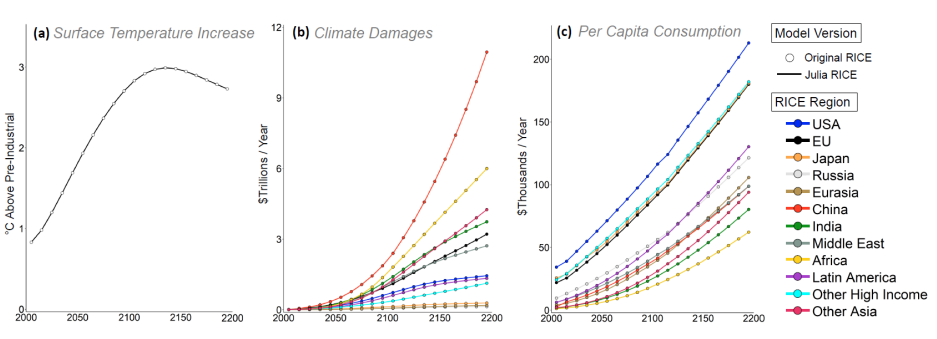 (a) Surface Temperature Increase
°C Above Pre-Industrial
3
2
1
0
2000 2050 2100 2150 2200
(b) Climate Damages
$Trillions / Year
12
9
6
3
0
2000 2050 2100 2150 2200
(c) Per Capita Consumption
$Thousands / Year
200
150
100
50
0
2000 2050 2100 2150 2200
Model Version
Original RICE
Julia RICE
RICE Region
USA
EU
Japan
Russia
Eurasia
China
India
Middle East
Africa
Latin America
Other High Income
Other Asia